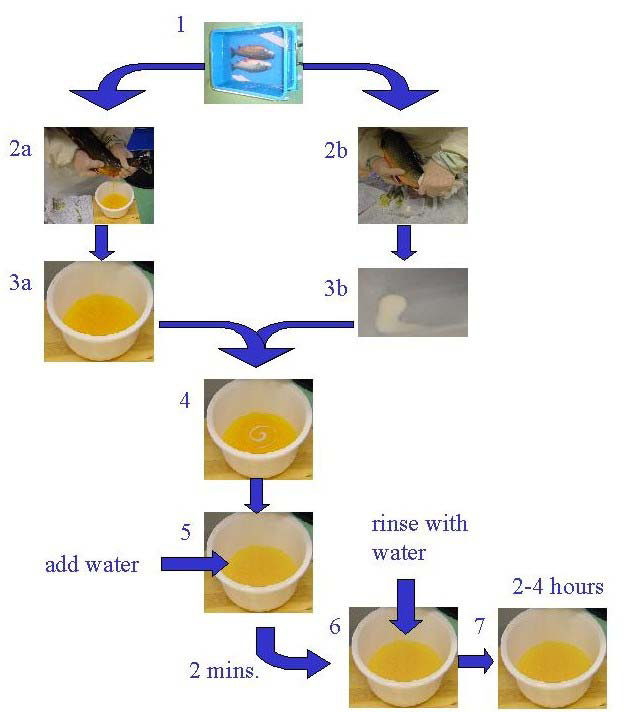 1
2a
2b
3a
3b
4
5
add water
rinse with
water
6
2 mins.
7
2-4 hours